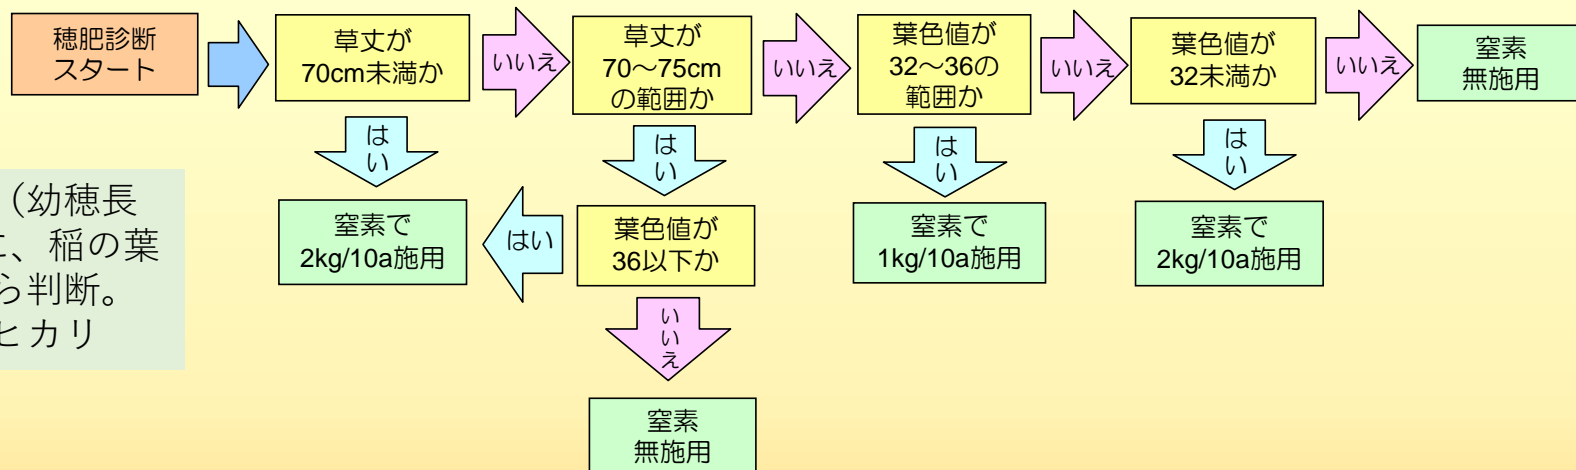 穂肥診断
スタート
草丈が
70cm未満か
いいえ
草丈が
70～75cm
の範囲か
いいえ
葉色値が
32～36の
範囲か
いいえ
葉色値が
32未満か
いいえ
窒素
無施用
はい
はい
はい
はい
（幼穂長
、稲の葉
ら判断。
ヒカリ
窒素で
2kg/10a施用
はい
葉色値が
36以下か
窒素で
1kg/10a施用
窒素で
2kg/10a施用
いいえ
窒素
無施用